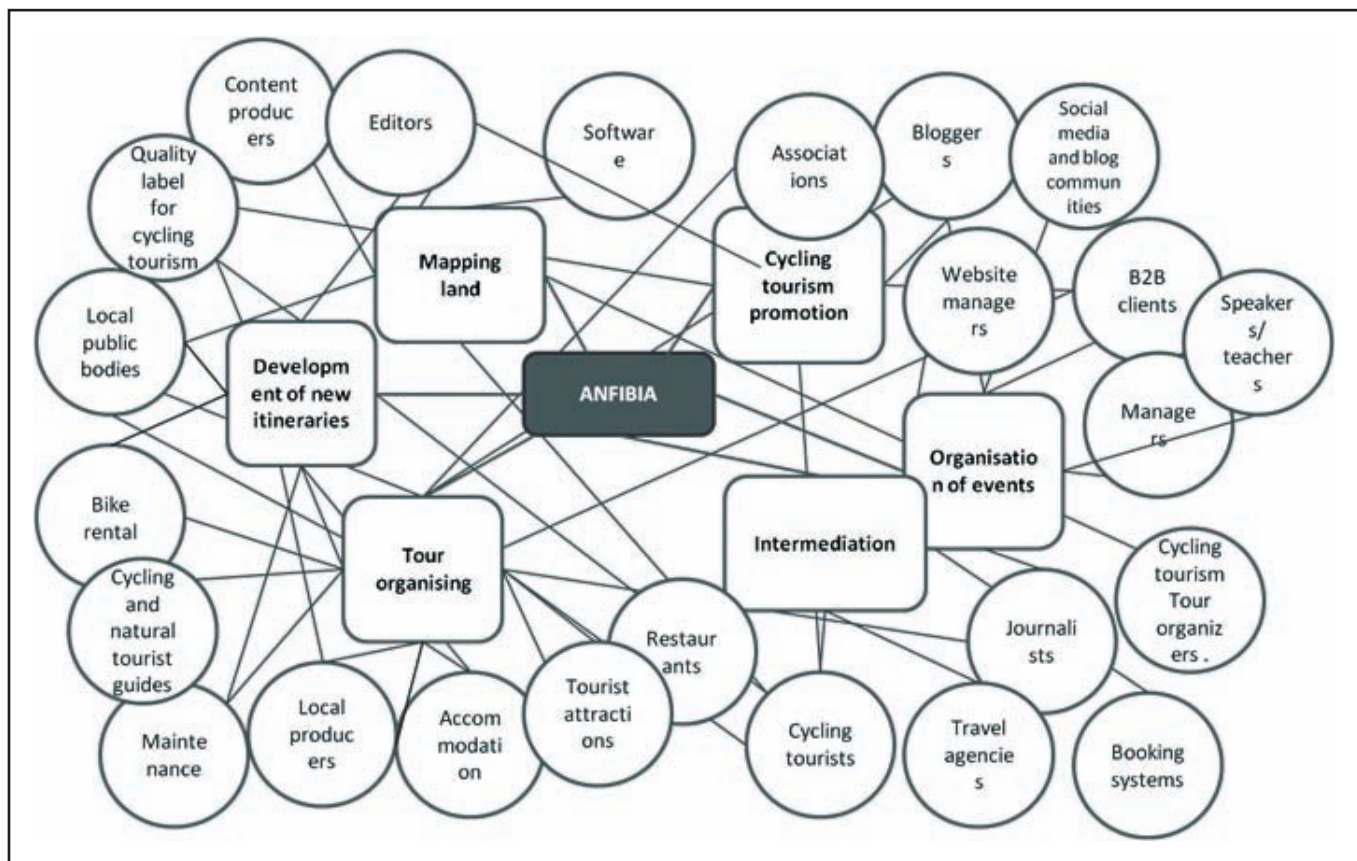 Content
produc
ers
Editors
Softwar
e
Associat
ions
Blogger
s
Social
media
and blog
commun
ities
Quality
label
for
cycling
tourism
Mapping
land
Cycling
tourism
promotion
Website
manag
ers
B2B
clients
Speaker
s/
teacher
s
Local
public
bodies
Developm
ent of new
itineraries
ANFIBIA
Manage
rs
Organisatio
n of events
Bike
rental
Tour
organising
Intermediation
Cycling
and
natural
tourist
guides
Cycling
tourism
Tour
organiz
ers .
Restaur
ants
Journali
sts
Mainte
nance
Local
produc
ers
Accom
modati
on
Tourist
attracti
ons
Cycling
tourists
Travel
agencie
s
Booking
systems